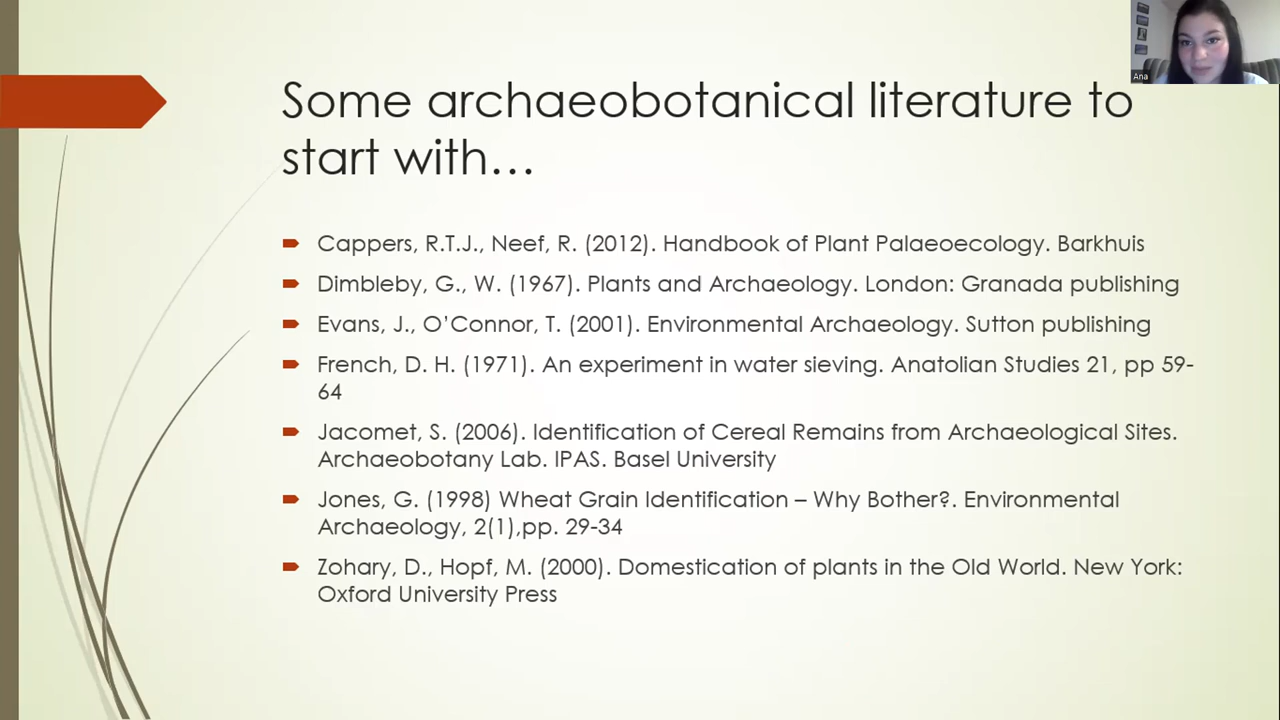 Ana
Some archaeobotanical literature to
start with…
Cappers, R.T.J., Neef, R. (2012). Handbook of Plant Palaeoecology. Barkhuis
Dimbleby, G., W. (1967). Plants and Archaeology. London: Granada publishing
Evans, J., O’Connor, T. (2001). Environmental Archaeology. Sutton publishing
French, D. H. (1971). An experiment in water sieving. Anatolian Studies 21, pp 59-
64
Jacomet, S. (2006). Identification of Cereal Remains from Archaeological Sites.
Archaeobotany Lab. IPAS. Basel University
Jones, G. (1998) Wheat Grain Identification – Why Bother?. Environmental
Archaeology, 2(1),pp. 29-34
Zohary, D., Hopf, M. (2000). Domestication of plants in the Old World. New York:
Oxford University Press